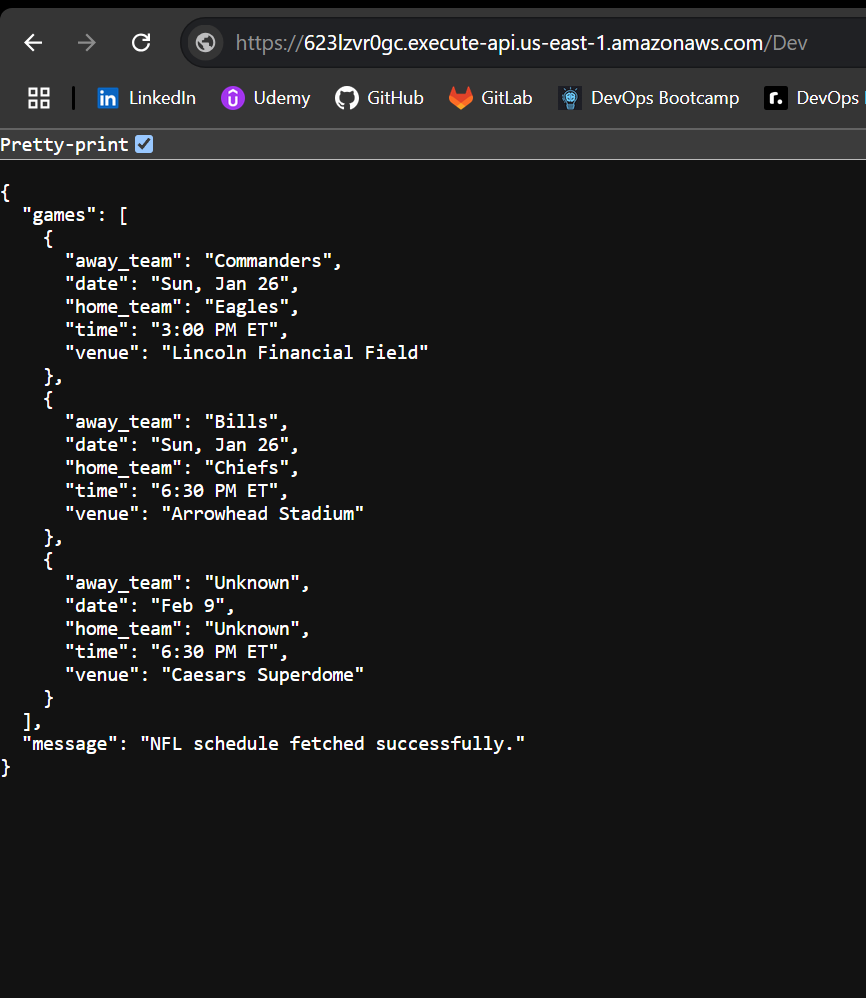 https://623lzvr0gc.execute-api.us-east-1.amazonaws.com/Dev
LinkedIn Udemy GitHub GitLab DevOps Bootcamp DevOps
Pretty-print
{
  "games": [
    {
      "away_team": "Commanders",
      "date": "Sun, Jan 26",
      "home_team": "Eagles",
      "time": "3:00 PM ET",
      "venue": "Lincoln Financial Field"
    },
    {
      "away_team": "Bills",
      "date": "Sun, Jan 26",
      "home_team": "Chiefs",
      "time": "6:30 PM ET",
      "venue": "Arrowhead Stadium"
    },
    {
      "away_team": "Unknown",
      "date": "Feb 9",
      "home_team": "Unknown",
      "time": "6:30 PM ET",
      "venue": "Caesars Superdome"
    }
  ],
  "message": "NFL schedule fetched successfully."
}